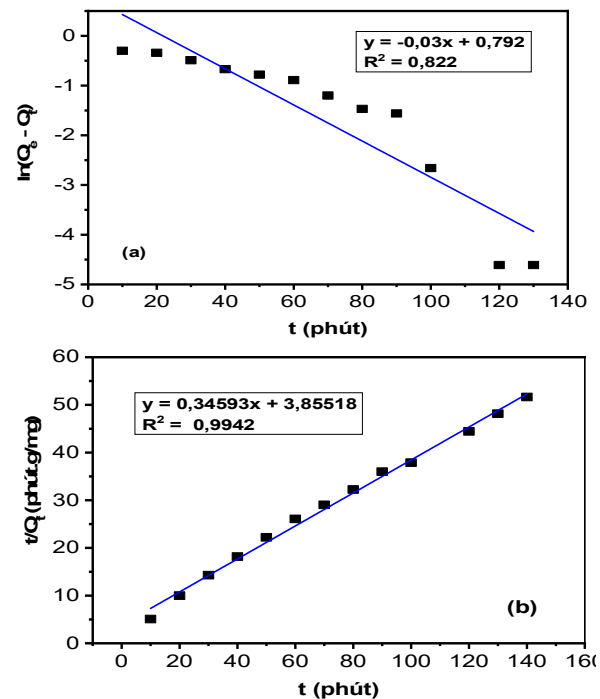 0
-1
-2
-3
-4
-5
ln(Qe - Qt)
y = -0,03x + 0,792
R² = 0,822
(a)
0 20 40 60 80 100 120 140
t (phút)
60
50
40
30
20
10
0
t/Qt (phút.g/mg)
y = 0,34593x + 3,85518
R² = 0,9942
(b)
0 20 40 60 80 100 120 140 160
t (phút)